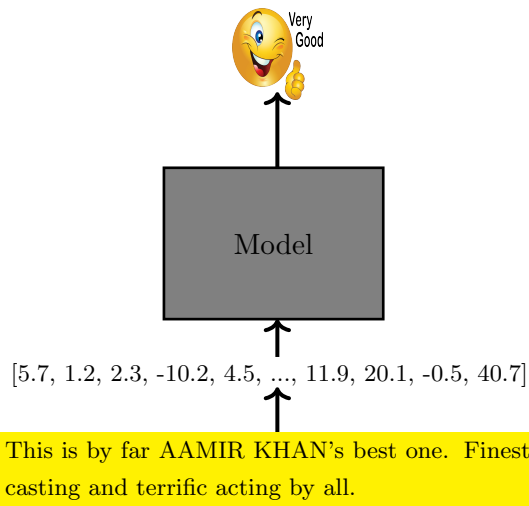 Very
Good
Model
[5.7, 1.2, 2.3, -10.2, 4.5, ..., 11.9, 20.1, -0.5, 40.7]
This is by far AAMIR KHAN's best one. Finest
casting and terrific acting by all.